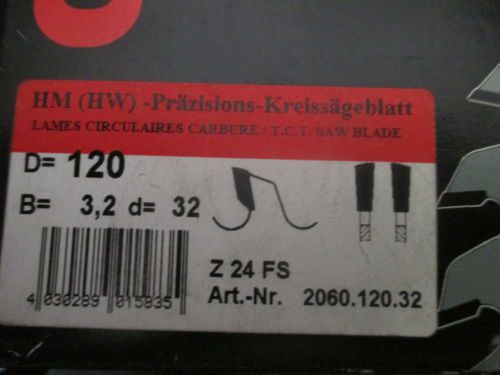 HM (HW) -Präzisions-Kreissägeblatt
LAMES CIRCULAIRES CARBURE / T.C.T. SAW BLADE
D= 120
B= 3,2 d= 32
Z 24 FS
Art.-Nr. 2060.120.32
4 030289 015835